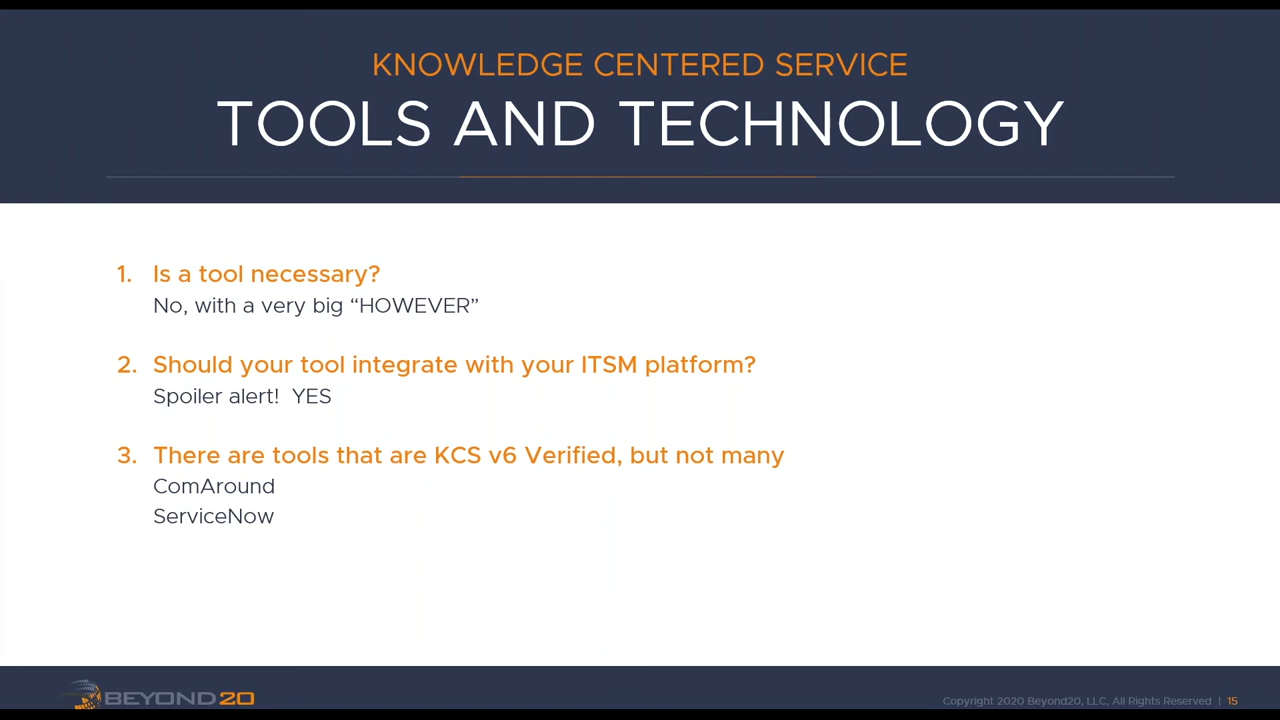 KNOWLEDGE CENTERED SERVICE
TOOLS AND TECHNOLOGY
1. Is a tool necessary?
No, with a very big “HOWEVER”
2. Should your tool integrate with your ITSM platform?
Spoiler alert!  YES
3. There are tools that are KCS v6 Verified, but not many
ComAround
ServiceNow
BEYOND20
Copyright 2020 Beyond20, LLC, All Rights Reserved | 15